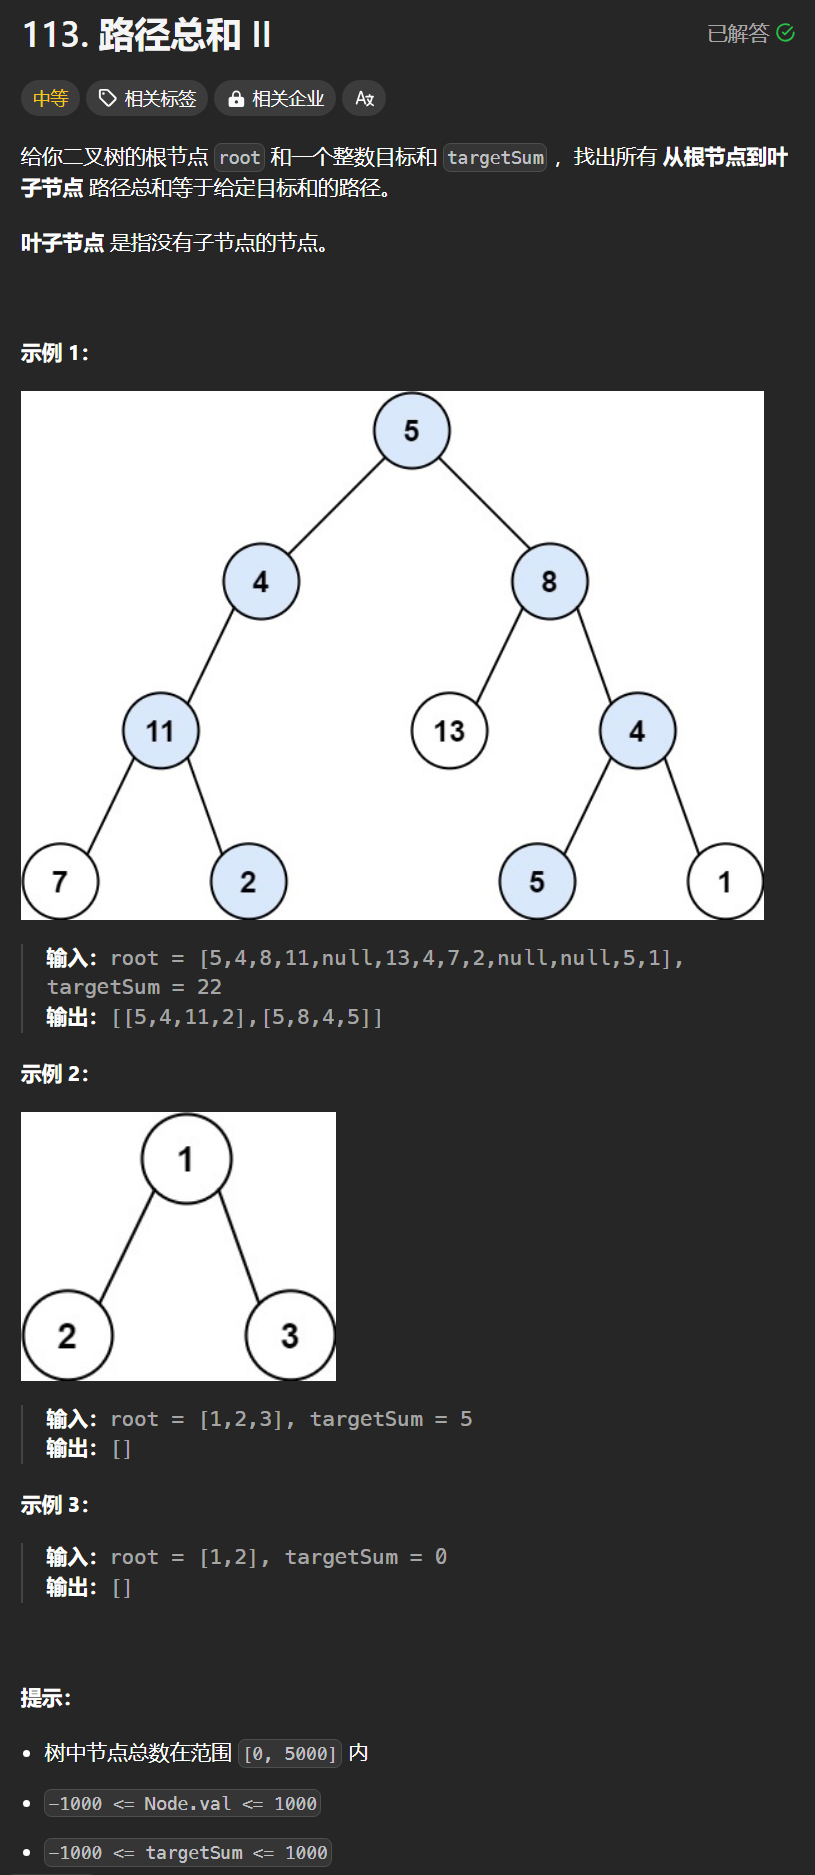 113. 路径总和 II
已解答
中等
相关标签
相关企业
给你二叉树的根节点 root 和一个整数目标和 targetSum ，找出所有 从根节点到叶
子节点 路径总和等于给定目标和的路径。
叶子节点 是指没有子节点的节点。
示例 1：
5
4 8
11 13 4
7 2 5 1
输入：root = [5,4,8,11,null,13,4,7,2,null,null,5,1],
targetSum = 22
输出：[[5,4,11,2],[5,8,4,5]]
示例 2：
1
2 3
输入：root = [1,2,3], targetSum = 5
输出：[]
示例 3：
输入：root = [1,2], targetSum = 0
输出：[]
提示：
• 树中节点总数在范围 [0, 5000] 内
• -1000 <= Node.val <= 1000
• -1000 <= targetSum <= 1000